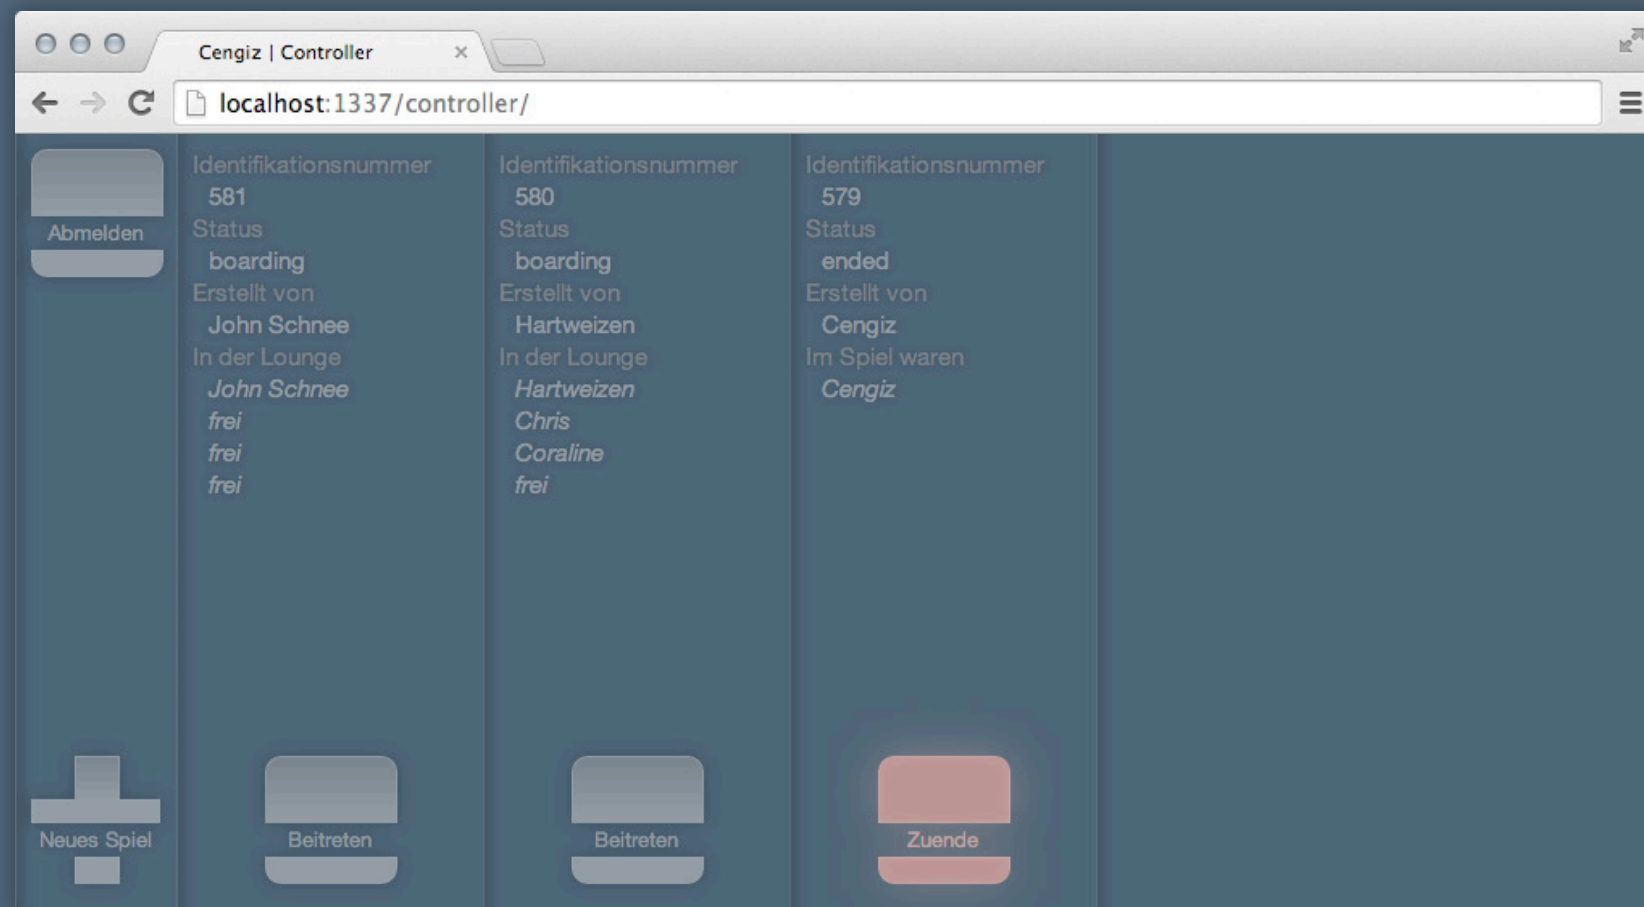 Cengiz | Controller
localhost:1337/controller/
Abmelden
Neues Spiel
Identifikationsnummer
581
Status
boarding
Erstellt von
John Schnee
In der Lounge
John Schnee
frei
frei
frei
Beitreten
Identifikationsnummer
580
Status
boarding
Erstellt von
Hartweizen
In der Lounge
Hartweizen
Chris
Coraline
frei
Beitreten
Identifikationsnummer
579
Status
ended
Erstellt von
Cengiz
Im Spiel waren
Cengiz
Zuende